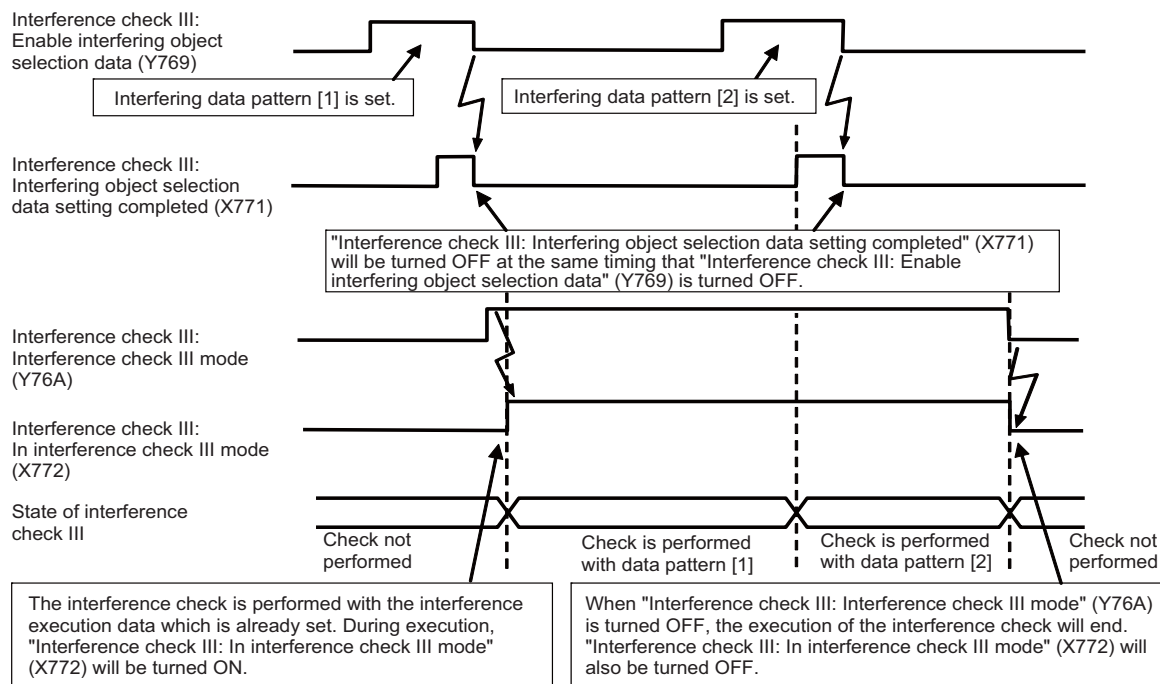 Interference check III:
Enable interfering object
selection data (Y769)
Interfering data pattern [1] is set.
Interfering data pattern [2] is set.
Interference check III:
Interfering object selection
data setting completed (X771)
"Interference check III: Interfering object selection data setting completed" (X771)
will be turned OFF at the same timing that "Interference check III: Enable
interfering object selection data" (Y769) is turned OFF.
Interference check III:
Interference check III mode
(Y76A)
Interference check III:
In interference check III mode
(X772)
State of interference
check III
Check not
performed
Check is performed
with data pattern [1]
Check is performed
with data pattern [2]
Check not
performed
The interference check is performed with the interference
execution data which is already set. During execution,
"Interference check III: In interference check III mode"
(X772) will be turned ON.
When "Interference check III: Interference check III mode" (Y76A)
is turned OFF, the execution of the interference check will end.
"Interference check III: In interference check III mode" (X772) will
also be turned OFF.